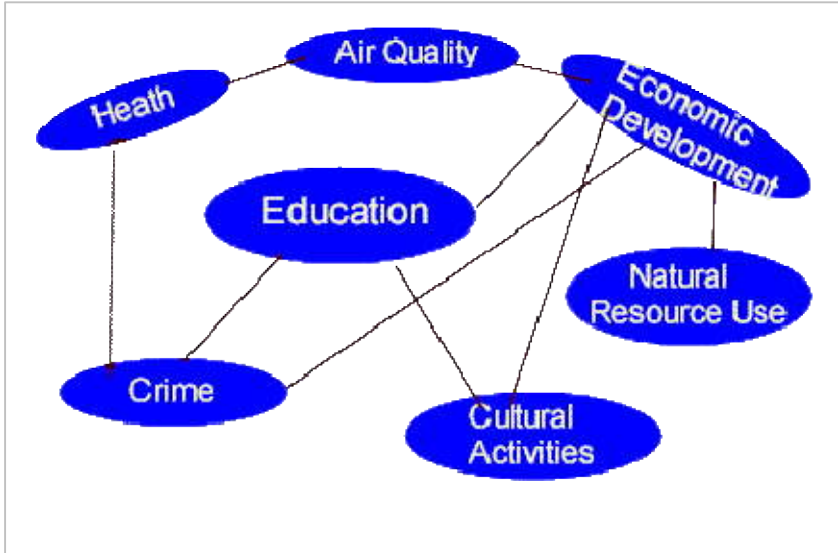 Air Quality
Heath
Economic
Development
Education
Natural
Resource Use
Crime
Cultural
Activities